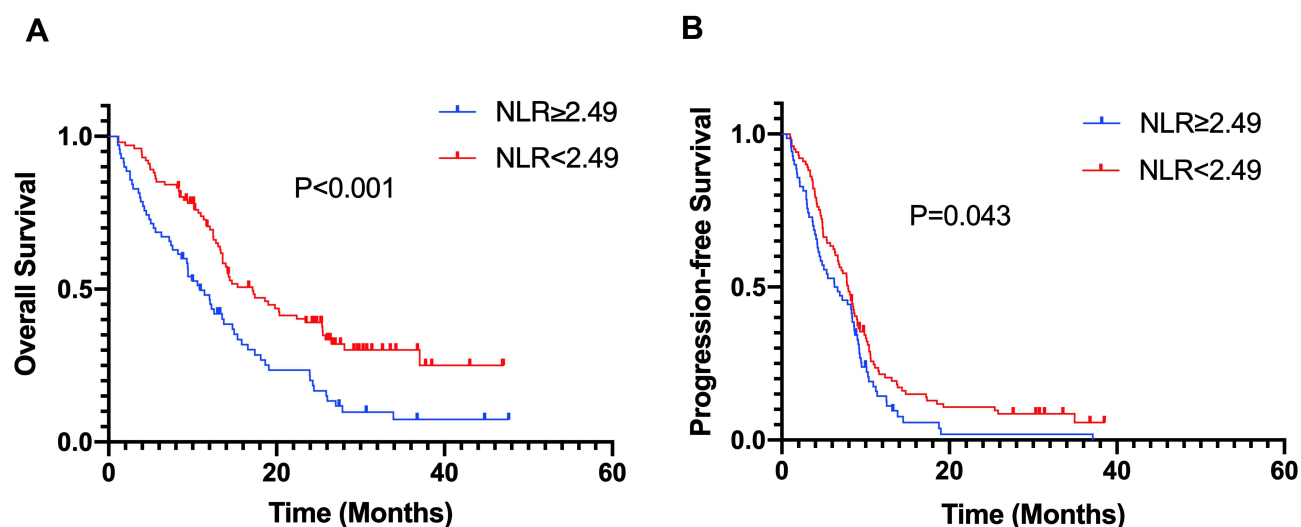 A
Overall Survival
1.0
0.5
0.0
0
20
40
60
Time (Months)
NLR≥2.49
NLR<2.49
P<0.001
B
Progression-free Survival
1.0
0.5
0.0
0
20
40
60
Time (Months)
NLR≥2.49
NLR<2.49
P=0.043